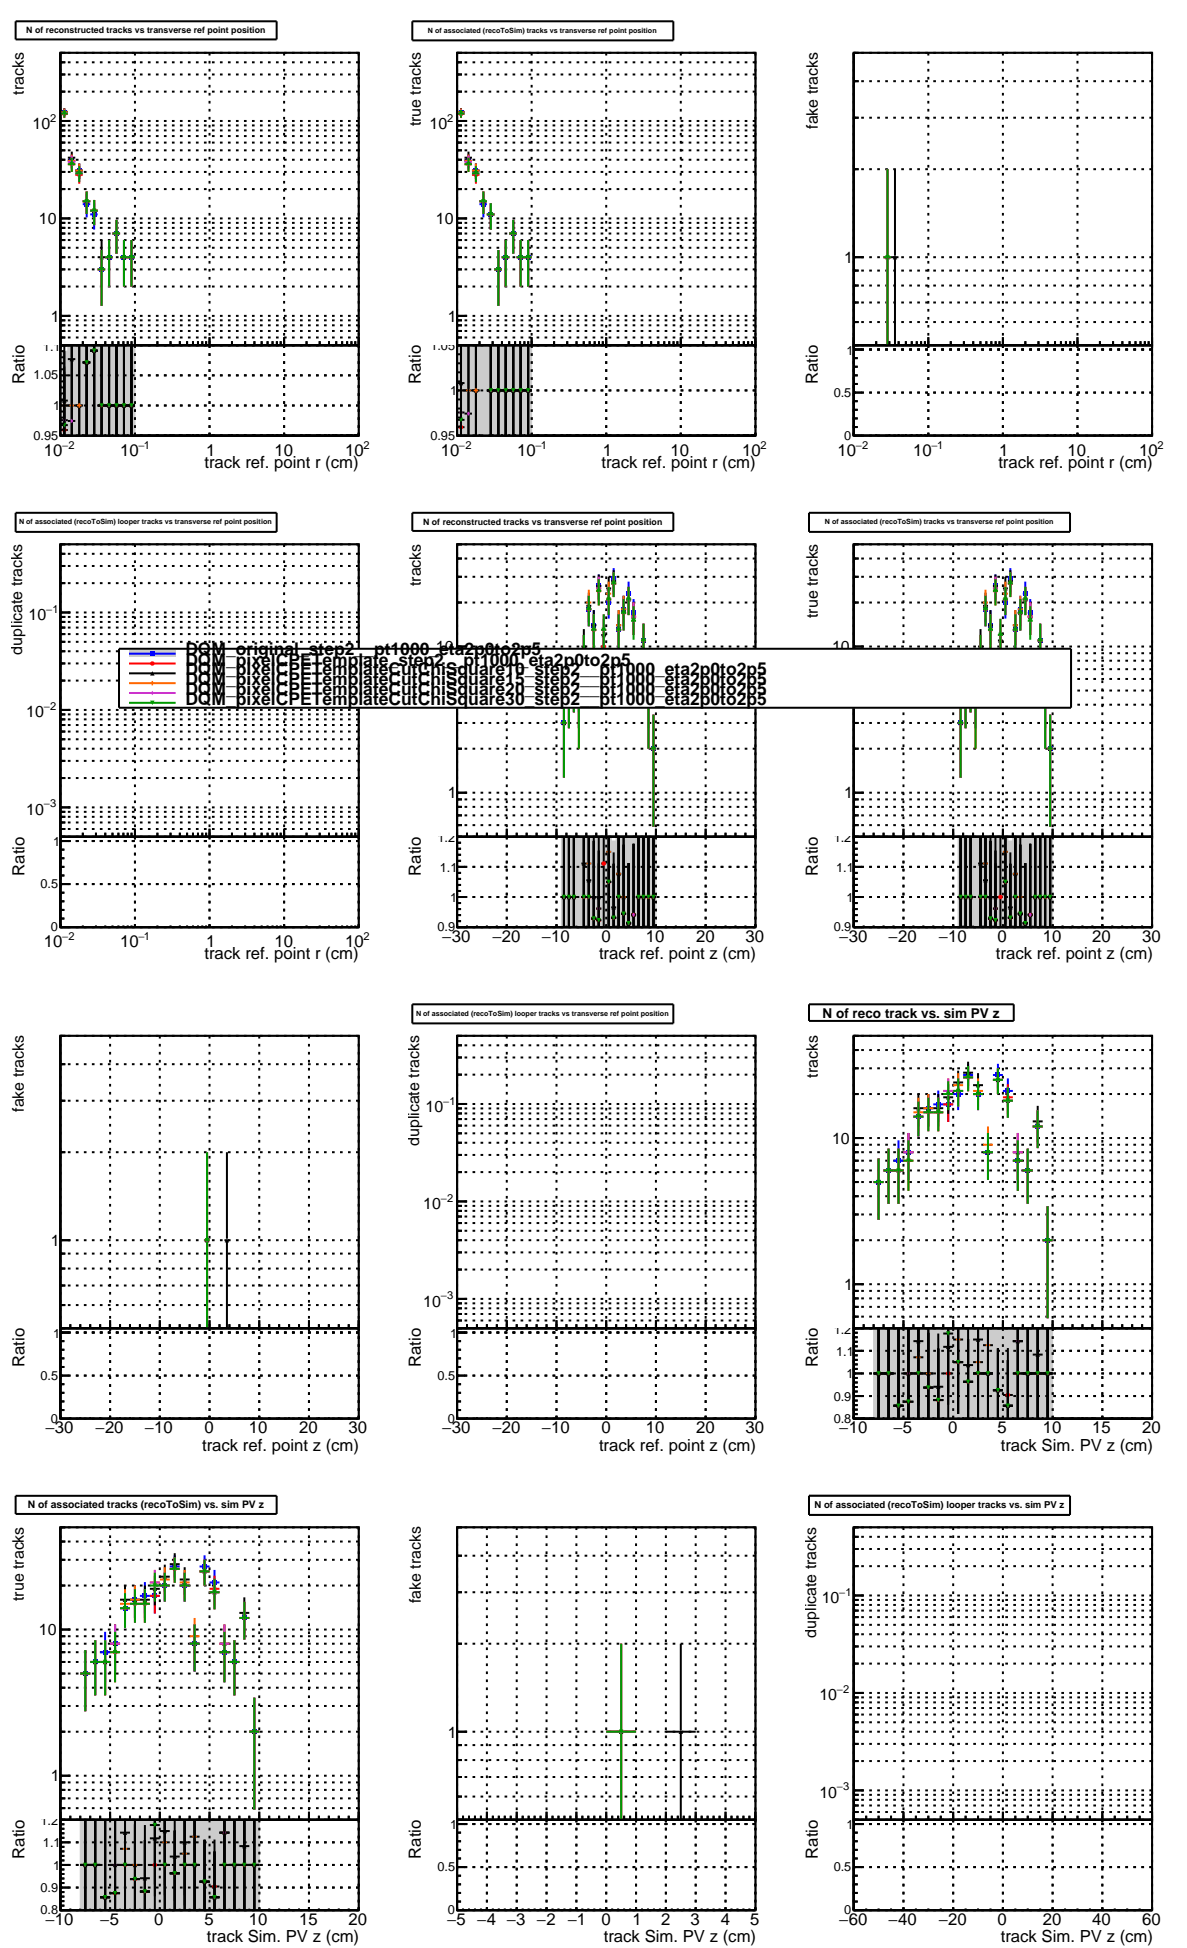 N of reconstructed tracks vs transverse ref point position
tracks
10²
10
1
Ratio
1.1
1.05
1
0.95
10⁻² 10⁻¹ 1 10 10²
track ref. point r (cm)
N of associated (recoToSim) tracks vs transverse ref point position
true tracks
10²
10
1
Ratio
1.05
1
0.95
10⁻² 10⁻¹ 1 10 10²
track ref. point r (cm)
fake tracks
1
Ratio
1
0.5
0
10⁻² 10⁻¹ 1 10 10²
track ref. point r (cm)
N of associated (recoToSim) looper tracks vs transverse ref point position
duplicate tracks
10⁻¹
10⁻²
10⁻³
Ratio
1
0.5
0
10⁻² 10⁻¹ 1 10 10²
track ref. point r (cm)
N of reconstructed tracks vs transverse ref point position
tracks
10
1
Ratio
1.2
1.1
1
0.9
−30 −20 −10 0 10 20 30
track ref. point z (cm)
N of associated (recoToSim) tracks vs transverse ref point position
true tracks
10
1
Ratio
1.2
1.1
1
0.9
−30 −20 −10 0 10 20 30
track ref. point z (cm)
DQM_original_step2__pt1000_eta2p0to2p5
DQM_pixelCPETemplate_step2__pt1000_eta2p0to2p5
DQM_pixelCPETemplateCutChiSquare10_step2__pt1000_eta2p0to2p5
DQM_pixelCPETemplateCutChiSquare15_step2__pt1000_eta2p0to2p5
DQM_pixelCPETemplateCutChiSquare20_step2__pt1000_eta2p0to2p5
DQM_pixelCPETemplateCutChiSquare30_step2__pt1000_eta2p0to2p5
fake tracks
1
Ratio
1
0.5
0
−30 −20 −10 0 10 20 30
track ref. point z (cm)
N of associated (recoToSim) looper tracks vs transverse ref point position
duplicate tracks
10⁻¹
10⁻²
10⁻³
Ratio
1
0.5
0
−30 −20 −10 0 10 20 30
track ref. point z (cm)
N of reco track vs. sim PV z
tracks
10
1
Ratio
1.2
1.1
1
0.9
0.8
−10 −5 0 5 10 15 20
track Sim. PV z (cm)
N of associated tracks (recoToSim) vs. sim PV z
true tracks
10
1
Ratio
1.2
1.1
1
0.9
0.8
−10 −5 0 5 10 15 20
track Sim. PV z (cm)
fake tracks
1
Ratio
1
0.5
0
−5 −4 −3 −2 −1 0 1 2 3 4 5
track Sim. PV z (cm)
N of associated (recoToSim) looper tracks vs. sim PV z
duplicate tracks
10⁻¹
10⁻²
10⁻³
Ratio
1
0.5
0
−60 −40 −20 0 20 40 60
track Sim. PV z (cm)